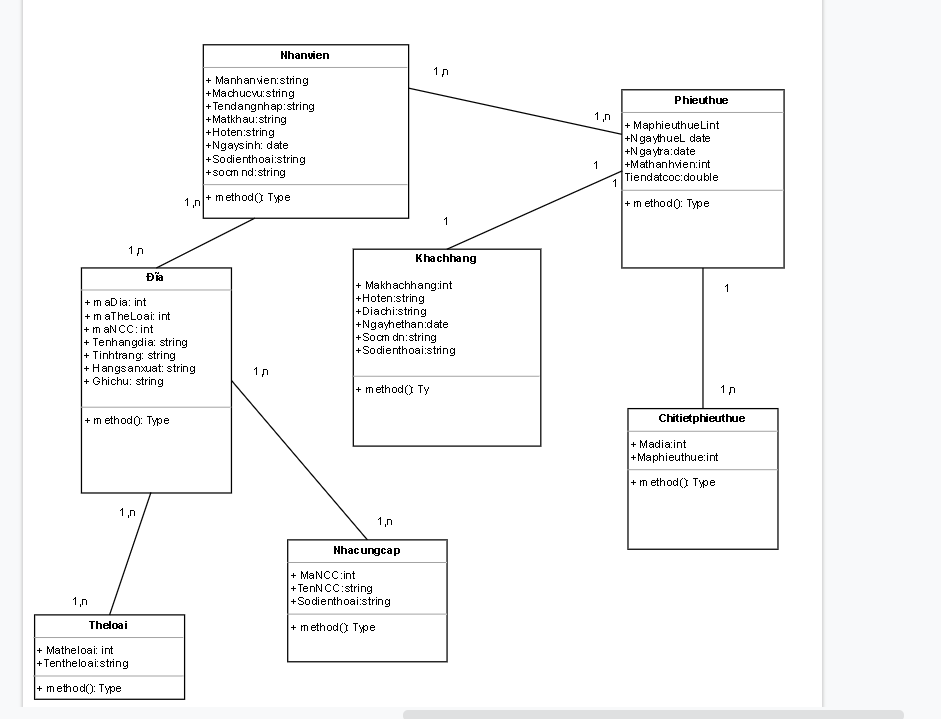 Nhanvien
+ Manhanvien:string
+Machucvu:string
+Tendangnhap:string
+Matkhau:string
+Hoten:string
+Ngaysinh: date
+Sodienthoai:string
+socmnd:string
+ method(): Type
1,n
1,n
Phieuthue
+ MaphieuthueLint
+NgaythueL date
+Ngaytra:date
+Mathanhvien:int
Tiendatcoc:double
+ method(): Type
1
1
1
1,n
1,n
Đĩa
+ maDia: int
+ maTheLoai: int
+ maNCC: int
+ Tenhangdia: string
+ Tinhtrang: string
+ Hangsanxuat: string
+ Ghichu: string
+ method(): Type
Khachhang
+ Makhachhang:int
+Hoten:string
+Diachi:string
+Ngayhethan:date
+Socmdn:string
+Sodienthoai:string
+ method(): Ty
1
1,n
Chitietphieuthue
+ Madia:int
+Maphieuthue:int
+ method(): Type
1,n
1,n
Nhacungcap
+ MaNCC:int
+TenNCC:string
+Sodienthoai:string
+ method(): Type
1,n
1,n
Theloai
+ Matheloai: int
+Tentheloai:string
+ method(): Type